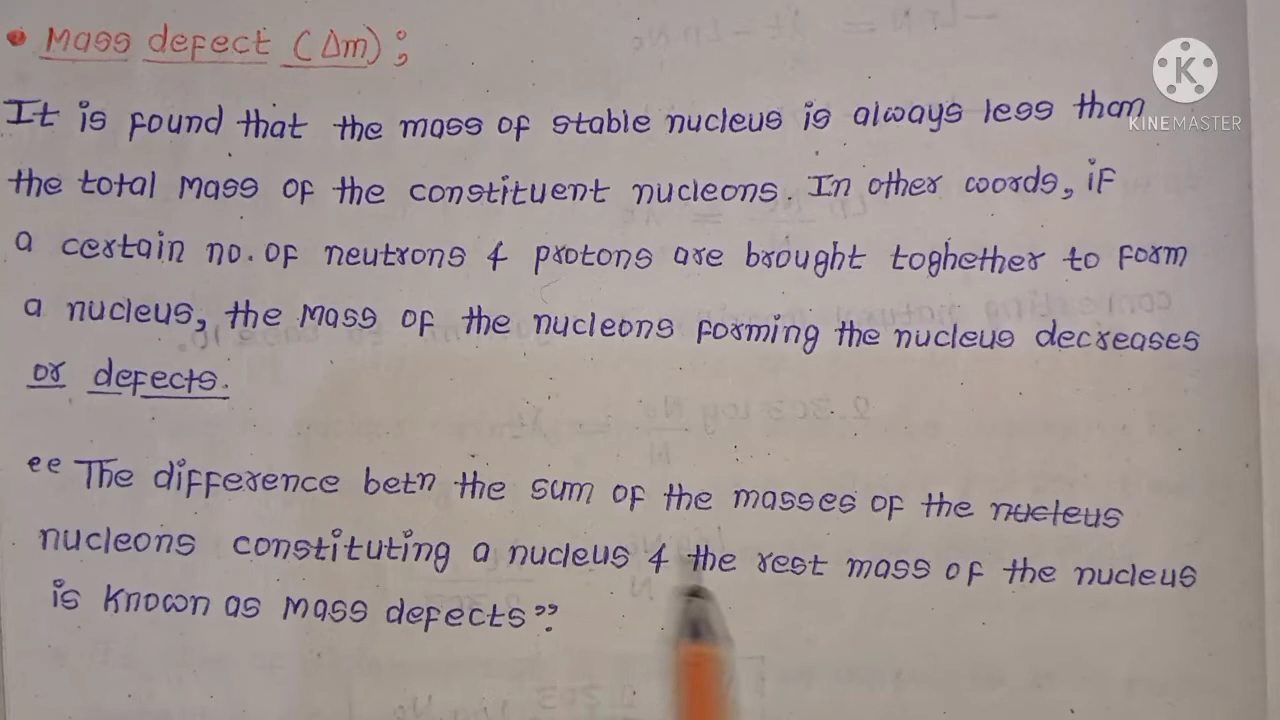 • Mass defect (Δm):
It is found that the mass of stable nucleus is always less than
the total mass of the constituent nucleons. In other words, if
a certain no. of neutrons & protons are brought toghether to form
a nucleus, the mass of the nucleons forming the nucleus decreases
or defects.
"The difference betn the sum of the masses of the nucleus
nucleons constituting a nucleus & the rest mass of the nucleus
is known as mass defects".
K
KINEMASTER